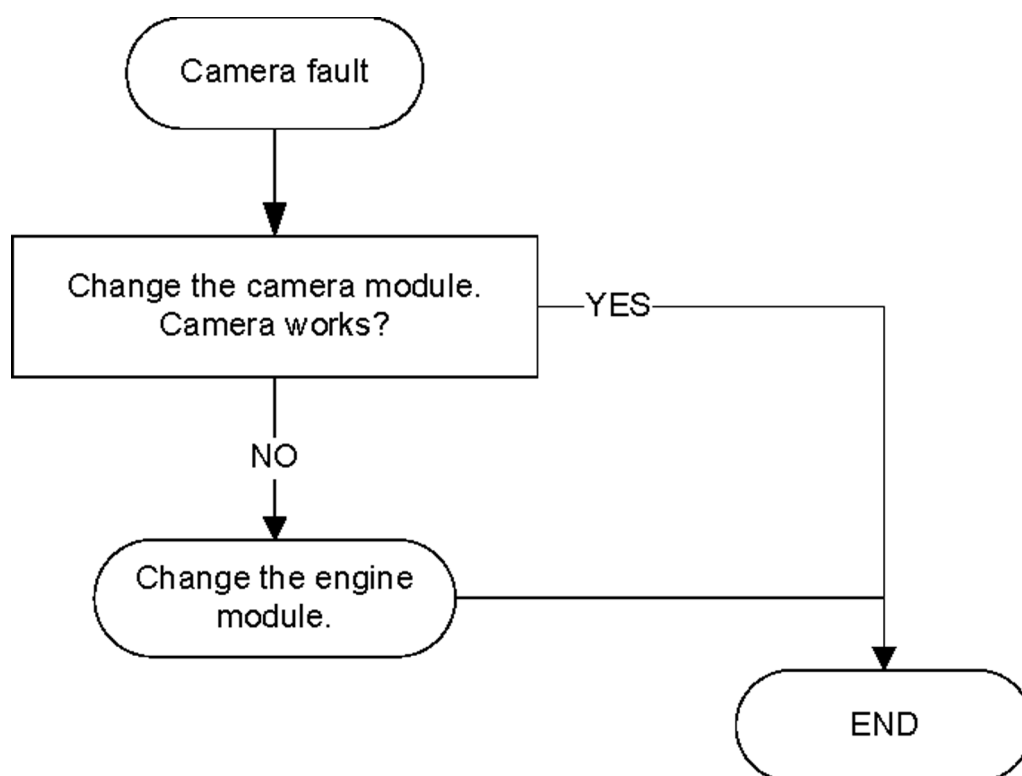 Camera fault
Change the camera module.
Camera works?
YES
NO
Change the engine
module.
END